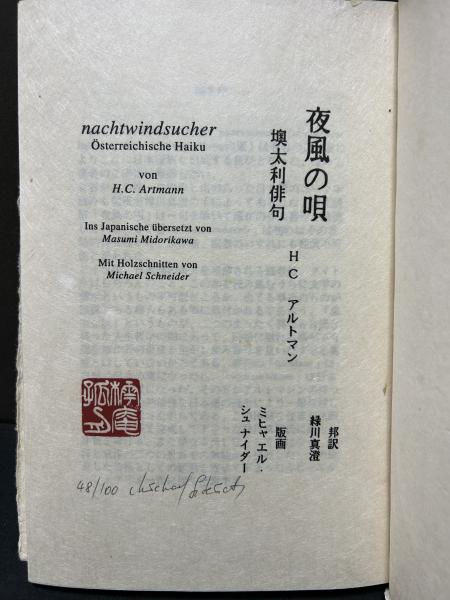 nachtwindsucher
Österreichische Haiku
von
H.C. Artmann
Ins Japanische übersetzt von
Masumi Midorikawa
Mit Holzschnitten von
Michael Schneider
夜風の唄
墺太利俳句
HC アルトマン
邦訳
緑川真澄
版画
ミヒャエル・
シュナイダー
48/100